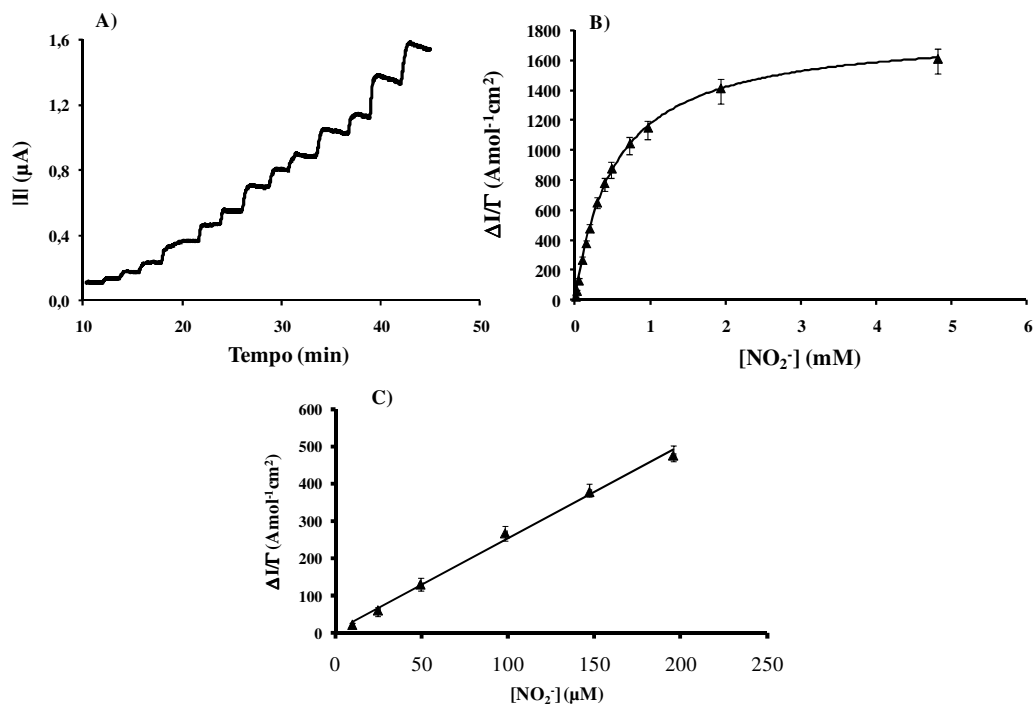 A)
1,6
1,2
0,8
0,4
0,0
|I| (µA)
10 20 30 40 50
Tempo (min)
B)
1800
1600
1400
1200
1000
800
600
400
200
0
ΔI/Γ (Amol⁻¹cm²)
0 1 2 3 4 5 6
[NO₂⁻] (mM)
C)
600
500
400
300
200
100
0
ΔI/Γ (Amol⁻¹cm²)
0 50 100 150 200 250
[NO₂⁻] (µM)